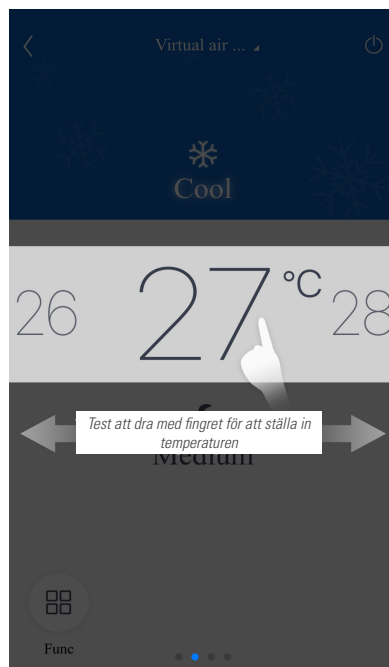 Virtual air ...
Cool
26 27 °C 28
Test att dra med fingret för att ställa in
temperaturen
Medium
Func